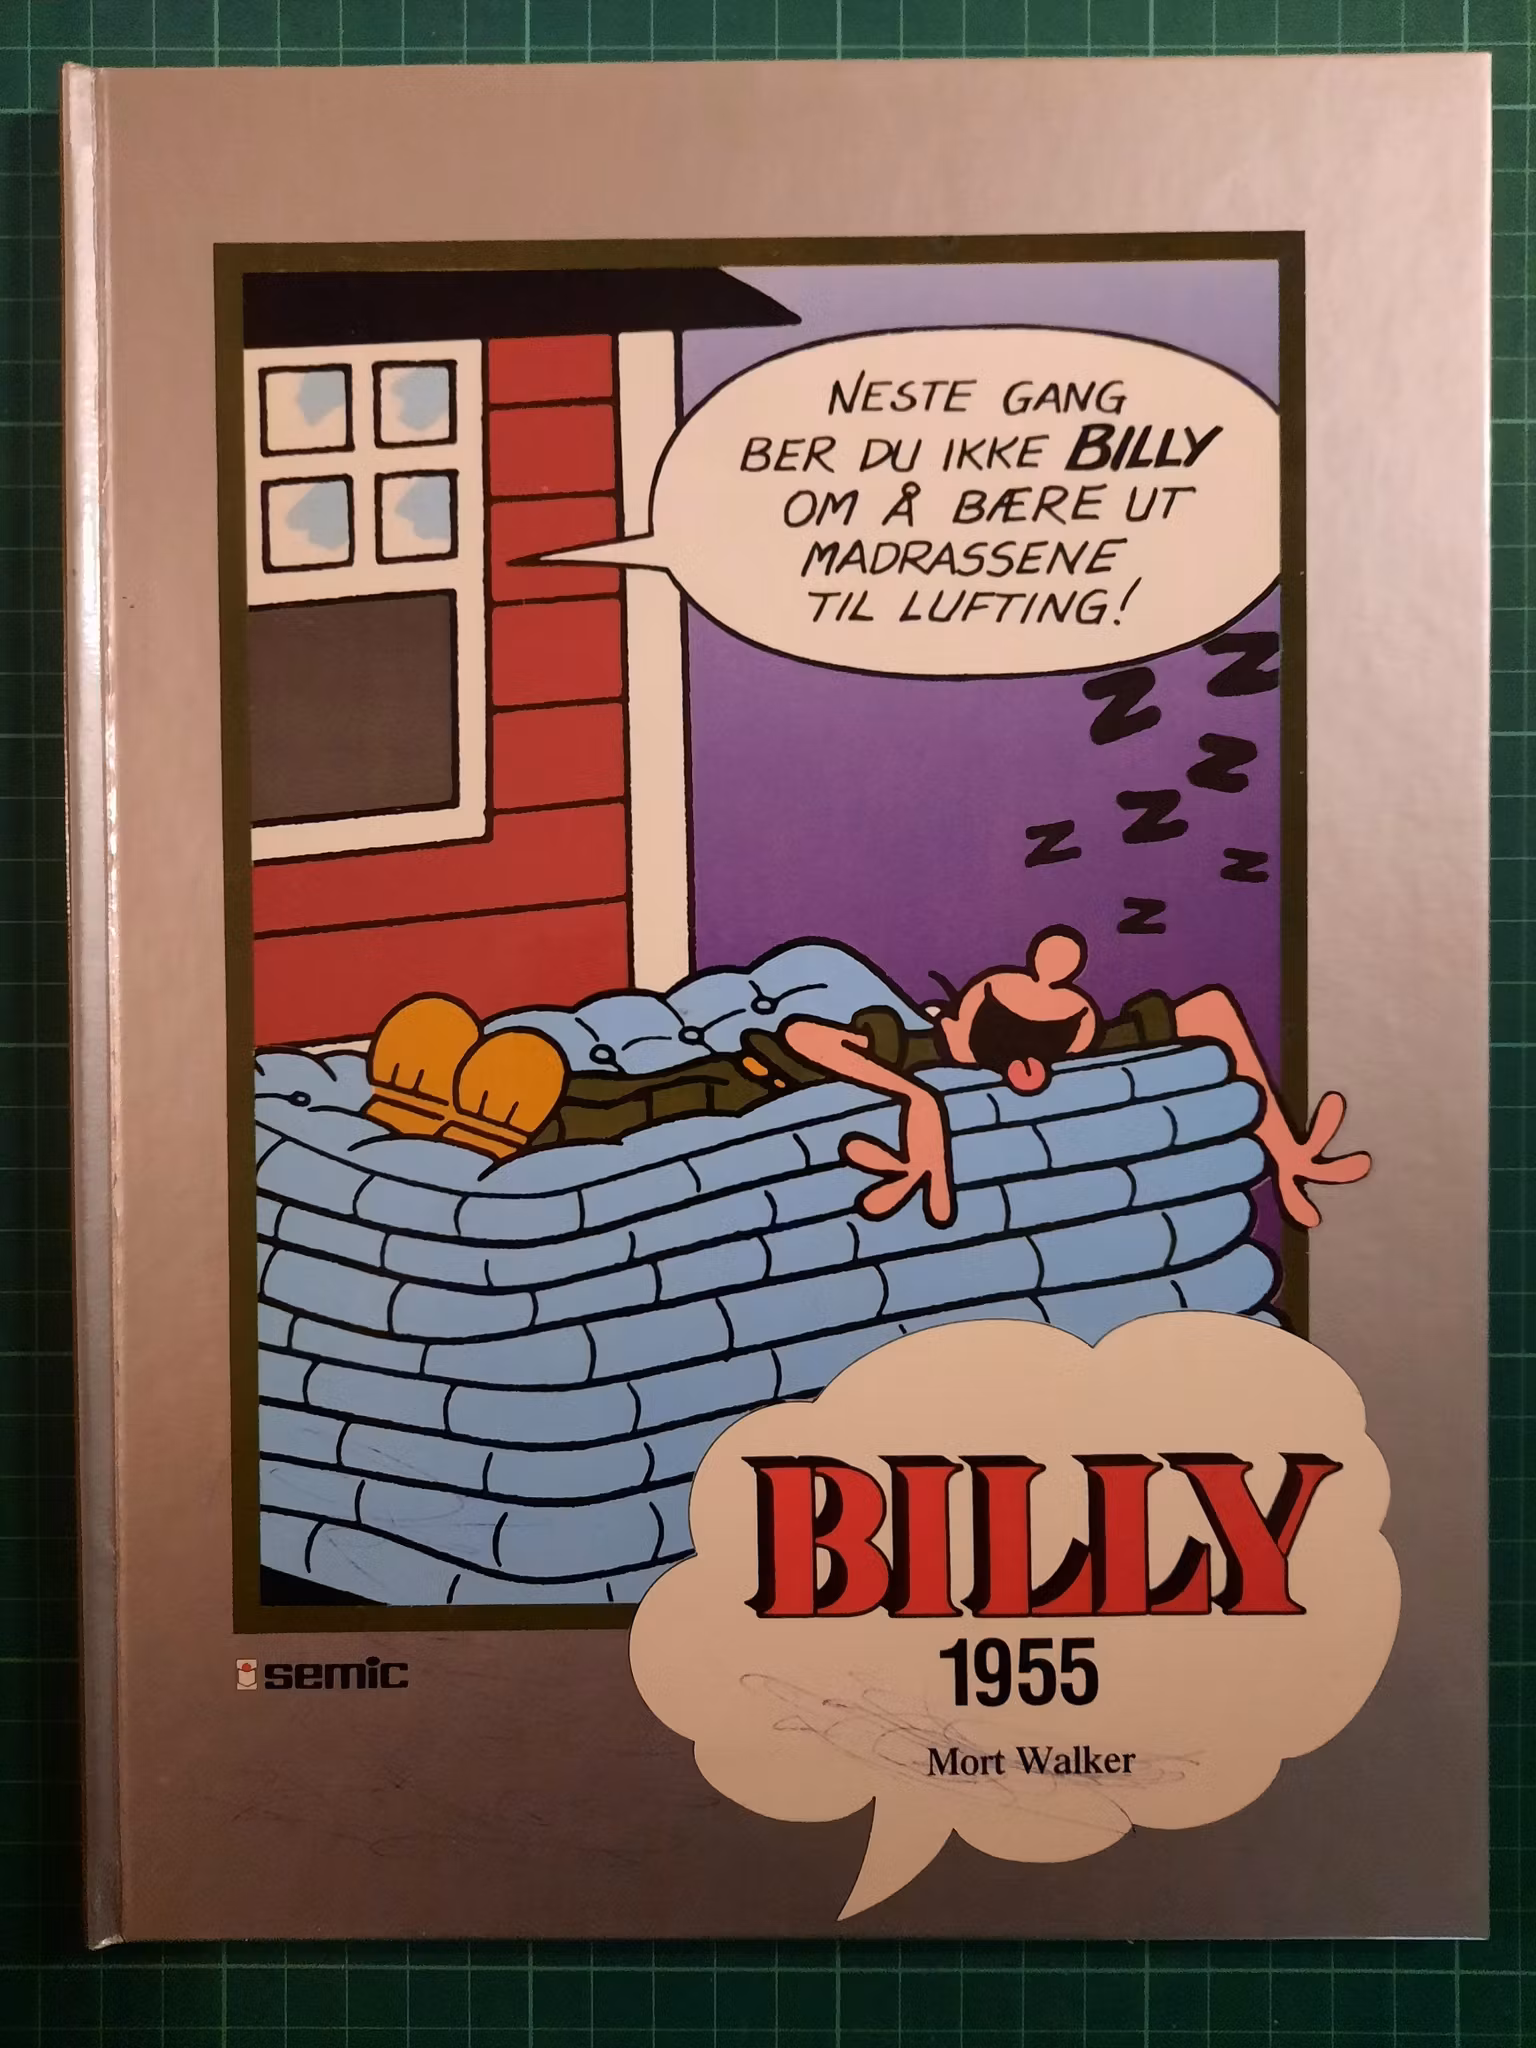 NESTE GANG
BER DU IKKE BILLY
OM Å BÆRE UT
MADRASSENE
TIL LUFTING!
Z
Z
Z
Z
Z
Z
Z
BILLY
1955
semic
Mort Walker